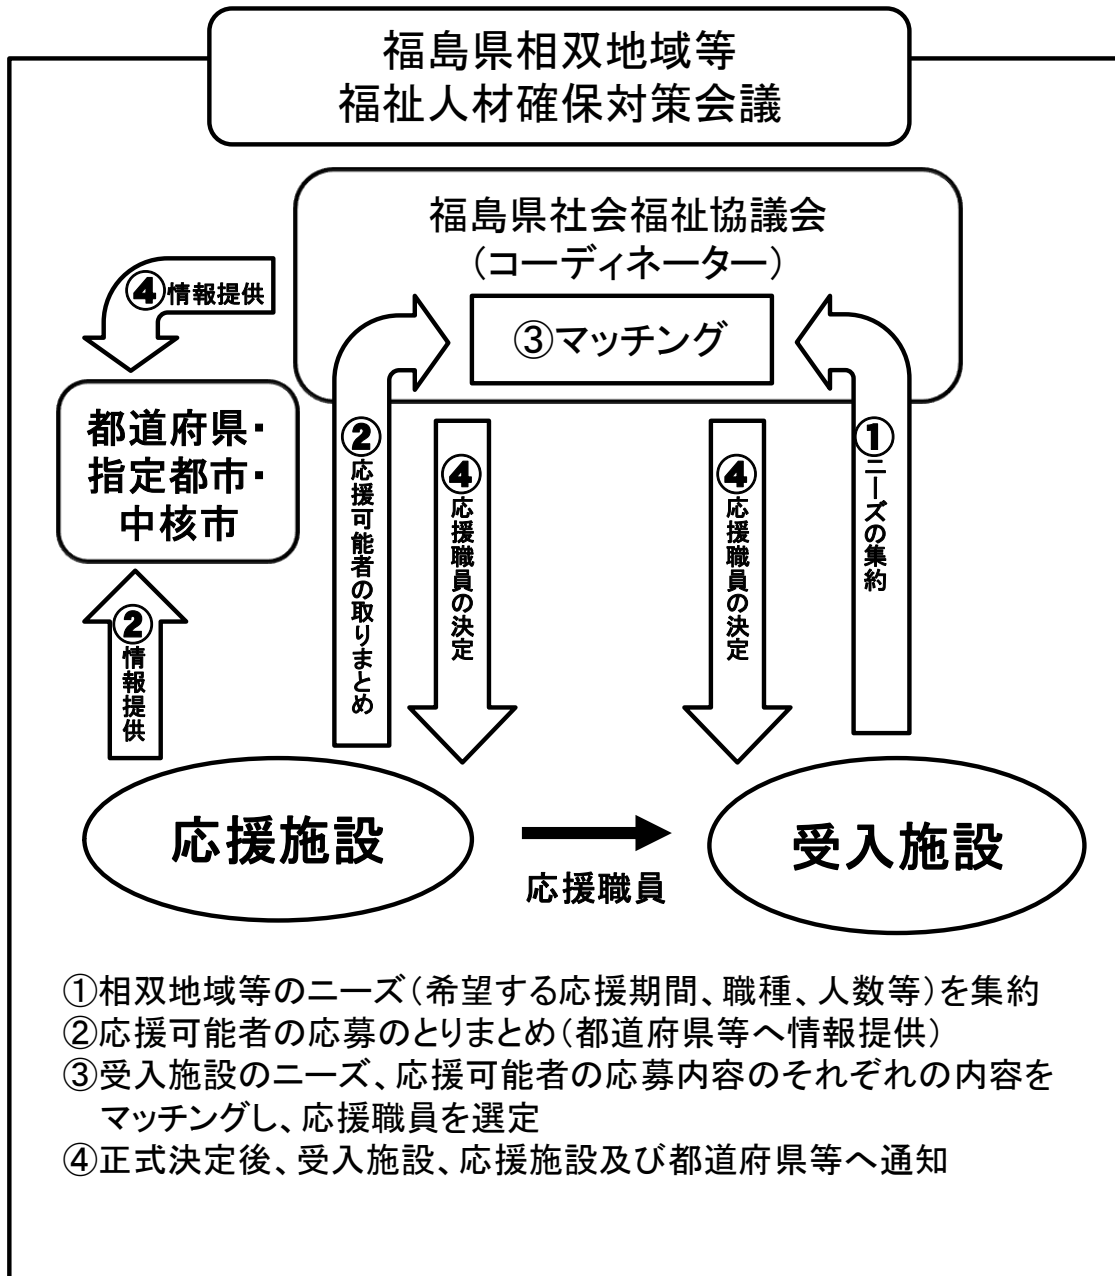 福島県相双地域等
福祉人材確保対策会議
福島県社会福祉協議会
（コーディネーター）
④情報提供
③マッチング
都道府県・
指定都市・
中核市
②応援可能者の取りまとめ
④応援職員の決定
④応援職員の決定
①ニーズの集約
②情報提供
応援施設
応援職員
受入施設
①相双地域等のニーズ（希望する応援期間、職種、人数等）を集約
②応援可能者の応募のとりまとめ（都道府県等へ情報提供）
③受入施設のニーズ、応援可能者の応募内容のそれぞれの内容を
マッチングし、応援職員を選定
④正式決定後、受入施設、応援施設及び都道府県等へ通知